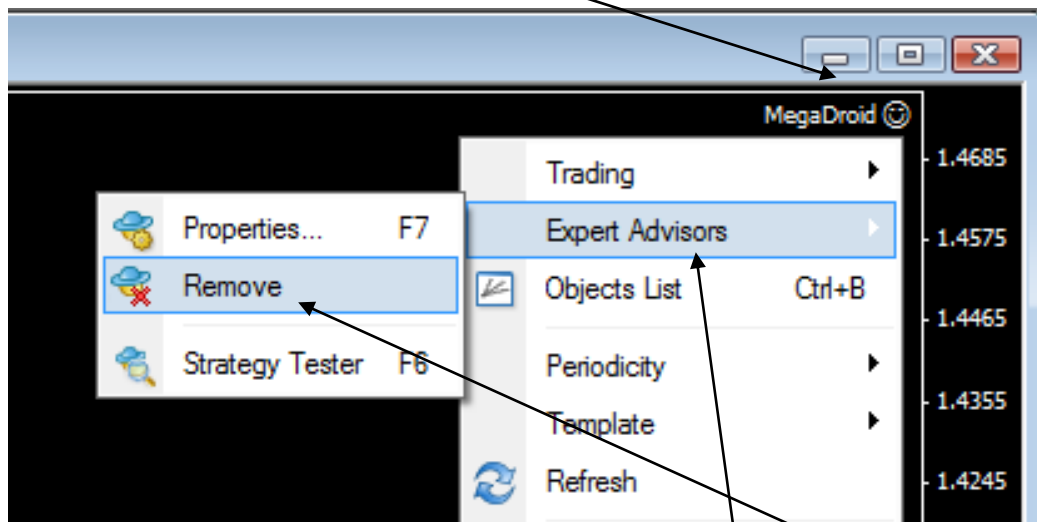 MegaDroid
Trading
Expert Advisors
Objects List Ctrl+B
Periodicity
Template
Refresh
Properties... F7
Remove
Strategy Tester F6
1.4685
1.4575
1.4465
1.4355
1.4245